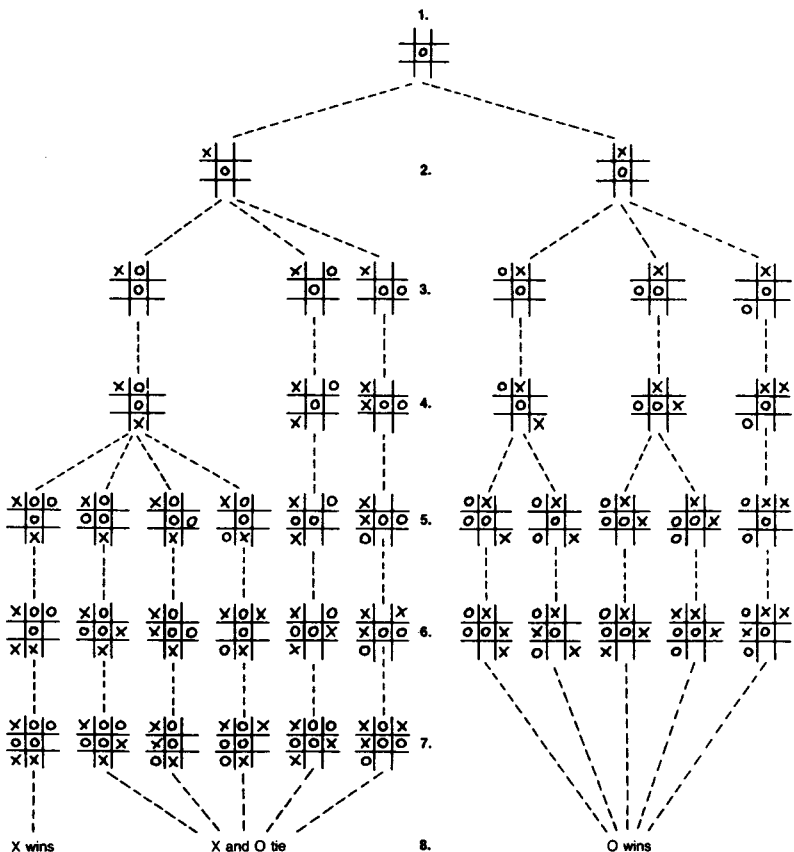 1.
O
X X
O 2. O
X O X O X O X X X
O O O O 3. O O O O
O
X O X O X O X X X X
O O X O O 4. O O O X O
X X X O
X O O X O X O X O X O X O X O X O X X O X X
O O O O O O O O X O O 5. O O O O O X O O X O
X X X O X X O X O X O O
X O O X O X O X O X X O X X O X O X O X X X O X X
O O O X X O O O O O X X O O 6. O O X X O O O X O O X X O
X X X X O X X O X O X X O O
X O O X O O X O X O X X O O X O X
O O O O X X O X O O O X X O O 7.
X X X O X O X X O
X wins X and O tie 8. O wins